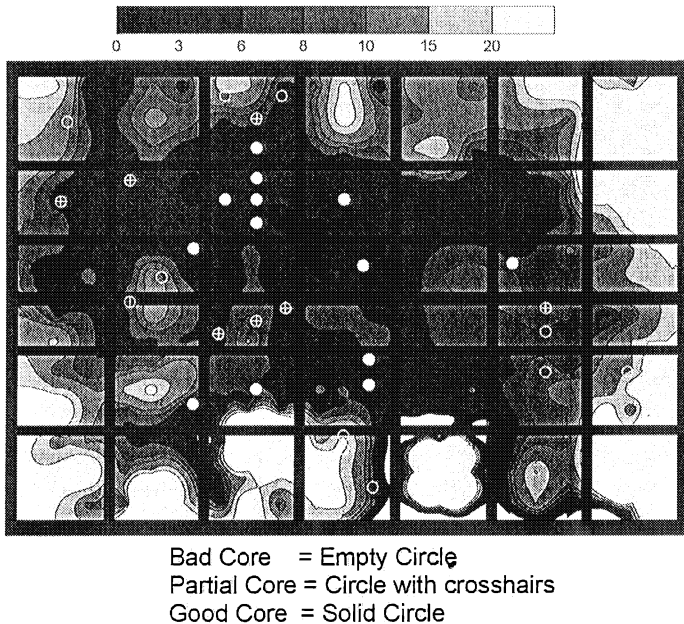 0 3 6 8 10 15 20
Bad Core = Empty Circle
Partial Core = Circle with crosshairs
Good Core = Solid Circle